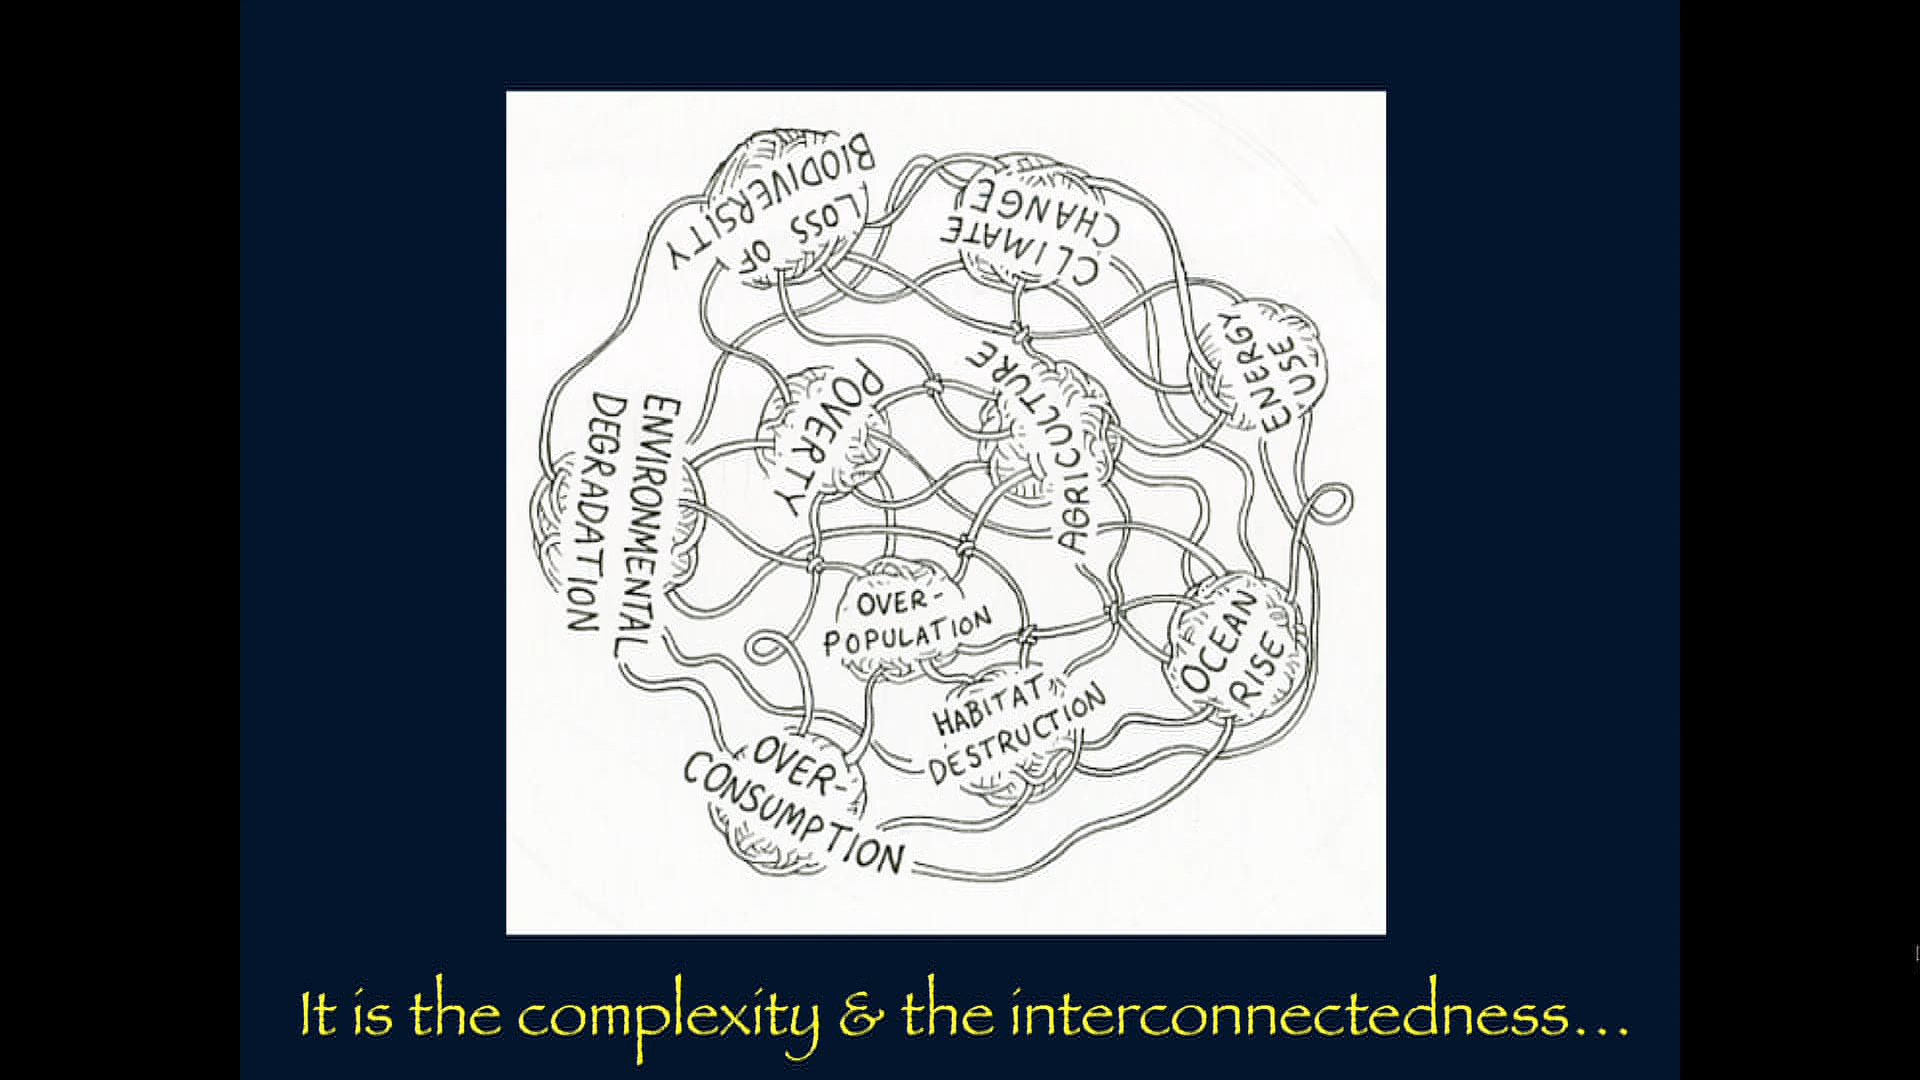 LOSS OF
BIODIVERSITY
CLIMATE
CHANGE
ENERGY
USE
POVERTY
AGRICULTURE
ENVIRONMENTAL
DEGRADATION
OVER-
POPULATION
OCEAN
RISE
HABITAT
DESTRUCTION
OVER-
CONSUMPTION
It is the complexity & the interconnectedness...